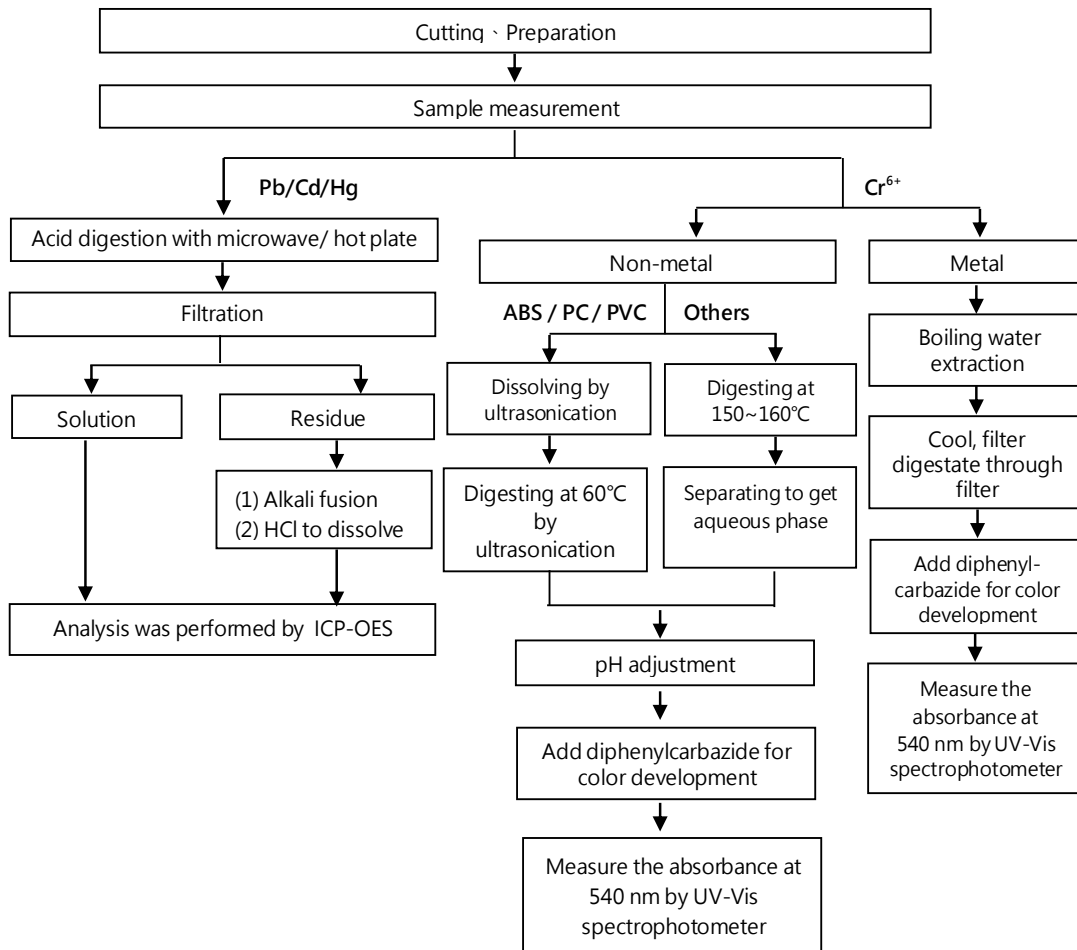 Cutting、Preparation
Sample measurement
Pb/Cd/Hg
Cr⁶⁺
Acid digestion with microwave/ hot plate
Filtration
Solution
Residue
(1) Alkali fusion
(2) HCl to dissolve
Analysis was performed by ICP-OES
Non-metal
ABS / PC / PVC
Others
Dissolving by
ultrasonication
Digesting at
150~160℃
Digesting at 60℃
by
ultrasonication
Separating to get
aqueous phase
pH adjustment
Add diphenylcarbazide for
color development
Measure the absorbance at
540 nm by UV-Vis
spectrophotometer
Metal
Boiling water
extraction
Cool, filter
digestate through
filter
Add diphenyl-
carbazide for color
development
Measure the
absorbance at
540 nm by UV-Vis
spectrophotometer